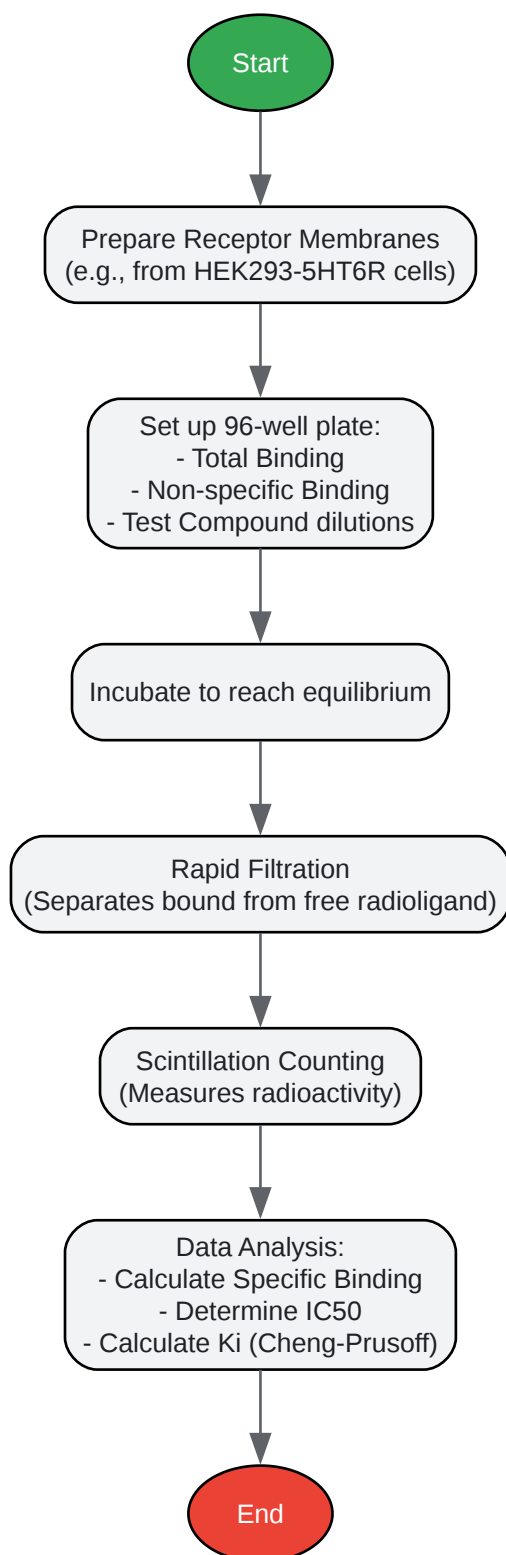 Start
Prepare Receptor Membranes
(e.g., from HEK293-5HT6R cells)
Set up 96-well plate:
- Total Binding
- Non-specific Binding
- Test Compound dilutions
Incubate to reach equilibrium
Rapid Filtration
(Separates bound from free radioligand)
Scintillation Counting
(Measures radioactivity)
Data Analysis:
- Calculate Specific Binding
- Determine IC50
- Calculate Ki (Cheng-Prusoff)
End